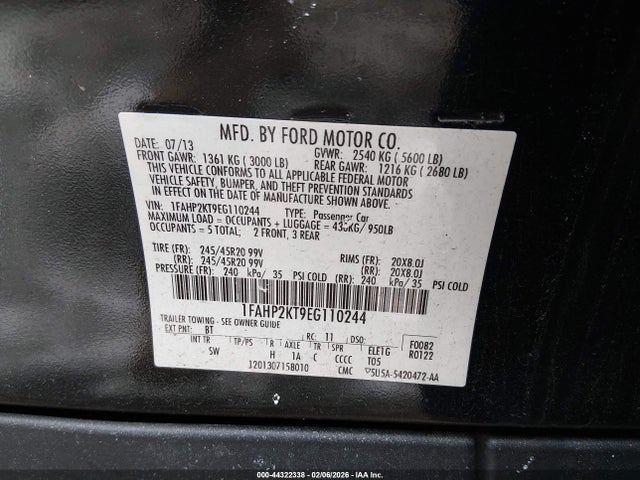 MFD. BY FORD MOTOR CO.
DATE: 07/13 GVWR: 2540 KG ( 5600 LB)
FRONT GAWR: 1361 KG ( 3000 LB) REAR GAWR: 1216 KG ( 2680 LB)
THIS VEHICLE CONFORMS TO ALL APPLICABLE FEDERAL MOTOR
VEHICLE SAFETY, BUMPER, AND THEFT PREVENTION STANDARDS
IN EFFECT ON THE DATE OF MANUFACTURE SHOWN ABOVE.
VIN: 1FAHP2KT9EG110244 TYPE: Passenger Car
MAXIMUM LOAD = OCCUPANTS + LUGGAGE = 430KG/950LB
OCCUPANTS = 5 TOTAL; 2 FRONT, 3 REAR
TIRE (FR): 245/45R20 99V RIMS (FR): 20X8.0J
(RR): 245/45R20 99V (RR): 20X8.0J
PRESSURE (FR): 240 kPa/ 35 PSI COLD (RR): 240 kPa/ 35 PSI COLD
1FAHP2KT9EG110244
TRAILER TOWING - SEE OWNER GUIDE
EXT PNT: BT RC: 11 DSO: F0082
INT TR TP/PS R AXLE TR SPR ELE1G R0122
SW H 1A C CCCC T05
1201307158010 CMC ▽5U5A-5420472-AA
000-44322338 - 02/06/2026 - IAA Inc.